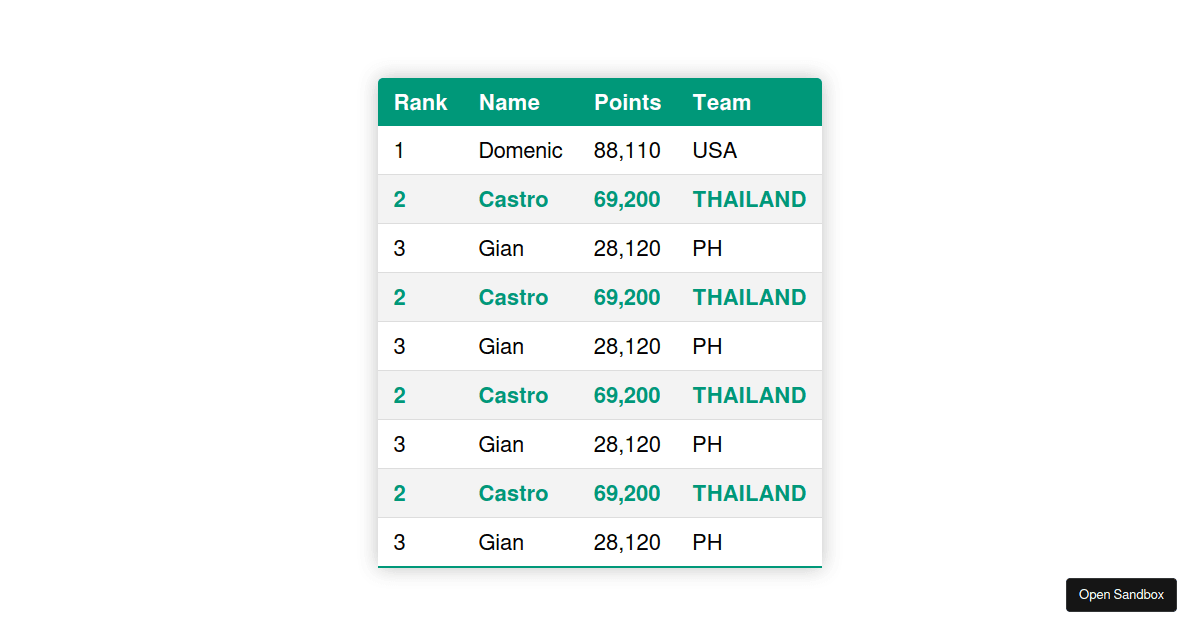 Rank Name Points Team
1 Domenic 88,110 USA
2 Castro 69,200 THAILAND
3 Gian 28,120 PH
2 Castro 69,200 THAILAND
3 Gian 28,120 PH
2 Castro 69,200 THAILAND
3 Gian 28,120 PH
2 Castro 69,200 THAILAND
3 Gian 28,120 PH
Open Sandbox